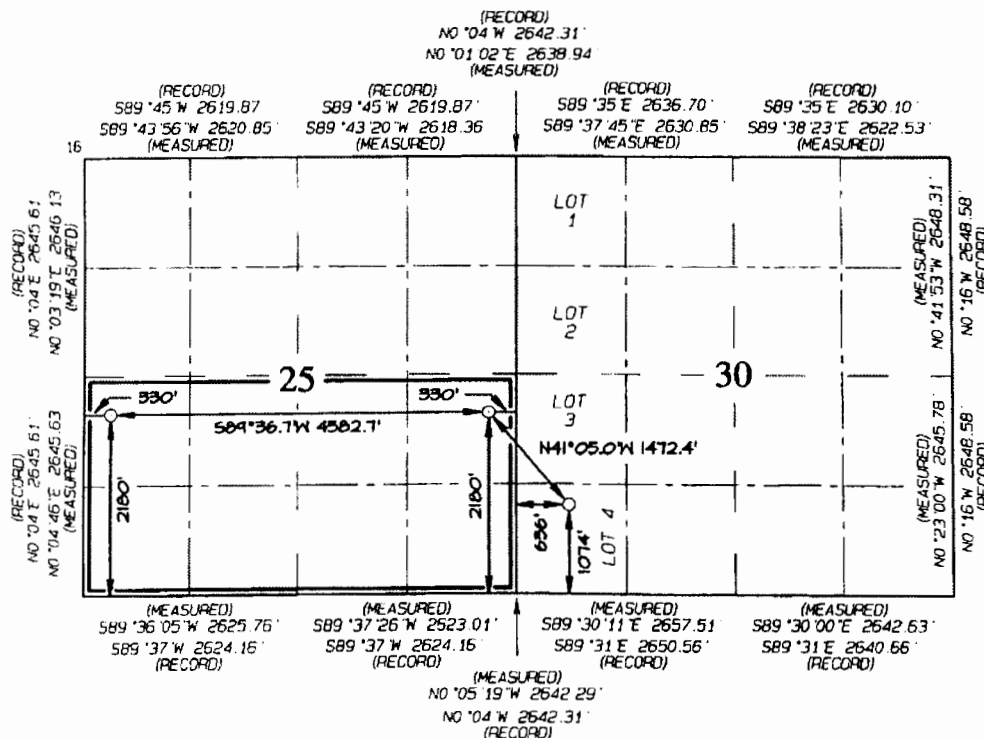 (RECORD)
N0 °04 'W 2642.31'
N0 °01 '02 "E 2638.94'
(MEASURED)
(RECORD)
S89 °45 'W 2619.87'
S89 °43 '56 "W 2620.85'
(MEASURED)
(RECORD)
S89 °45 'W 2619.87'
S89 °43 '20 "W 2618.36
(MEASURED)
(RECORD)
S89 °35 'E 2636.70'
S89 °37 '45 "E 2630.85'
(MEASURED)
(RECORD)
S89 °35 'E 2630.10'
S89 °38 '23 "E 2622.53'
(MEASURED)
16
(RECORD)
N0 °04 'E 2645.61
N0 °03 '19 "E 2646.13
(MEASURED)
LOT
1
LOT
2
LOT
3
LOT 4
(MEASURED)
N0 °41 '53 "W 2648.31'
N0 °16 'W 2648.58'
(RECORD)
25
30
330'
330'
S89°36.7'W 4582.7'
N41°05.0'W 1472.4'
2180'
2180'
636'
1074'
(RECORD)
N0 °04 'E 2645.61'
N0 °04 '46 "E 2645.63
(MEASURED)
(MEASURED)
N0 °23 '00 "W 2645.78'
N0 °16 'W 2648.58'
(RECORD)
(MEASURED)
S89 °36 '05 "W 2625.76'
S89 °37 'W 2624.16'
(RECORD)
(MEASURED)
S89 °37 '26 "W 2523.01'
S89 °37 'W 2624.16'
(RECORD)
(MEASURED)
S89 °30 '11 "E 2657.51'
S89 °31 'E 2650.56'
(RECORD)
(MEASURED)
S89 °30 '00 "E 2642.63'
S89 °31 'E 2640.66'
(RECORD)
(MEASURED)
N0 °05 '19 "W 2642.29'
N0 °04 'W 2642.31'
(RECORD)